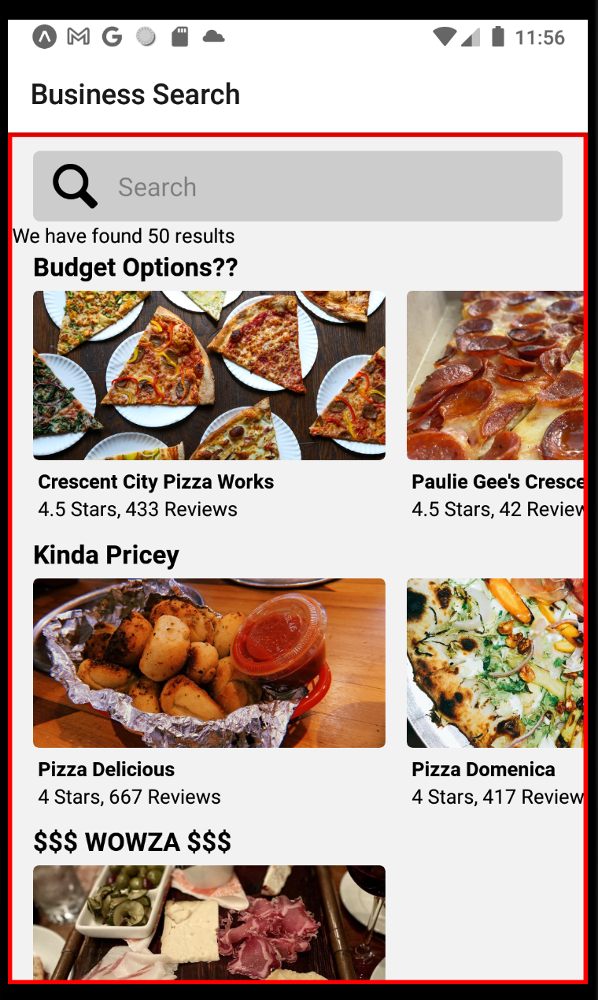 11:56
Business Search
Search
We have found 50 results
Budget Options??
Crescent City Pizza Works
4.5 Stars, 433 Reviews
Paulie Gee's Cresce
4.5 Stars, 42 Review
Kinda Pricey
Pizza Delicious
4 Stars, 667 Reviews
Pizza Domenica
4 Stars, 417 Review
$$$ WOWZA $$$